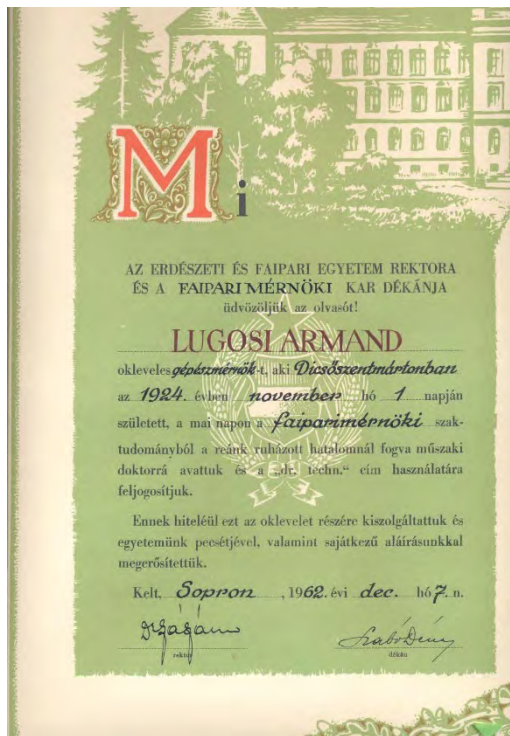 Mi
AZ ERDÉSZETI ÉS FAIPARI EGYETEM REKTORA
ÉS A FAIPARI MÉRNÖKI KAR DÉKÁNJA
üdvözöljük az olvasót!
LUGOSI ARMAND
okleveles gépészmérnök-t, aki Dicsőszentmártonban
az 1924. évben november hó 1 napján
született, a mai napon a faiparimérnöki szak-
tudományból a reánk ruházott hatalomnál fogva műszaki
doktorrá avattuk és a „dr. techn.“ cím használatára
feljogosítjuk.
Ennek hiteléül ezt az oklevelet részére kiszolgáltattuk és
egyetemünk pecsétjével, valamint sajátkezű aláírásunkkal
megerősítettük.
Kelt, Sopron, 1962. évi dec. hó 7. n.
Szabó Dénes
rektor dékán